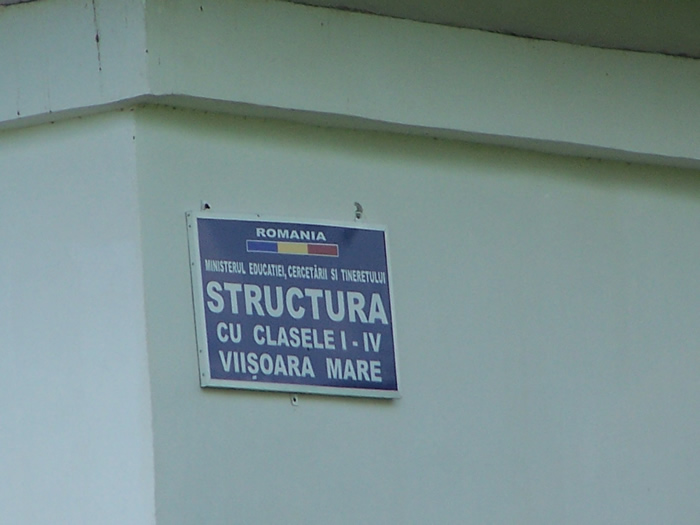 ROMANIA
MINISTERUL EDUCATIEI, CERCETĂRII SI TINERETULUI
STRUCTURA
CU CLASELE I - IV
VIIȘOARA MARE